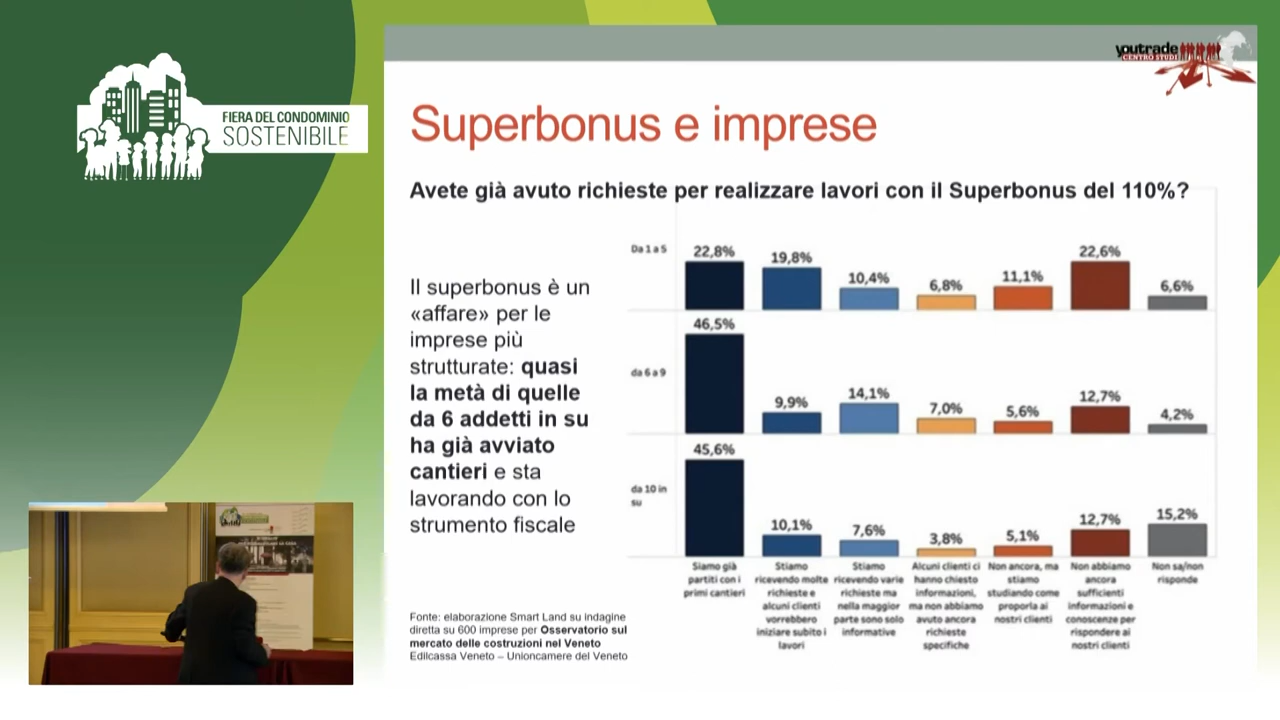 FIERA DEL CONDOMINIO
SOSTENIBILE
youtrade
CENTRO STUDI
Superbonus e imprese
Avete già avuto richieste per realizzare lavori con il Superbonus del 110%?
Il superbonus è un
«affare» per le
imprese più
strutturate: quasi
la metà di quelle
da 6 addetti in su
ha già avviato
cantieri e sta
lavorando con lo
strumento fiscale
Fonte: elaborazione Smart Land su indagine
diretta su 600 imprese per Osservatorio sul
mercato delle costruzioni nel Veneto
Edilcassa Veneto – Unioncamere del Veneto
Da 1 a 5
22,8%
19,8%
10,4%
6,8%
11,1%
22,6%
6,6%
da 6 a 9
46,5%
9,9%
14,1%
7,0%
5,6%
12,7%
4,2%
da 10 in
su
45,6%
10,1%
7,6%
3,8%
5,1%
12,7%
15,2%
Siamo già
partiti con i
primi cantieri
Stiamo
ricevendo molte
richieste e
alcuni clienti
vorrebbero
iniziare subito i
lavori
Stiamo
ricevendo varie
richieste ma
nella maggior
parte sono solo
informative
Alcuni clienti ci
hanno chiesto
informazioni,
ma non abbiamo
avuto ancora
richieste
specifiche
Non ancora, ma
stiamo
studiando come
proporla ai
nostri clienti
Non abbiamo
ancora
sufficienti
informazioni e
conoscenze per
rispondere ai
nostri clienti
Non sa/non
risponde